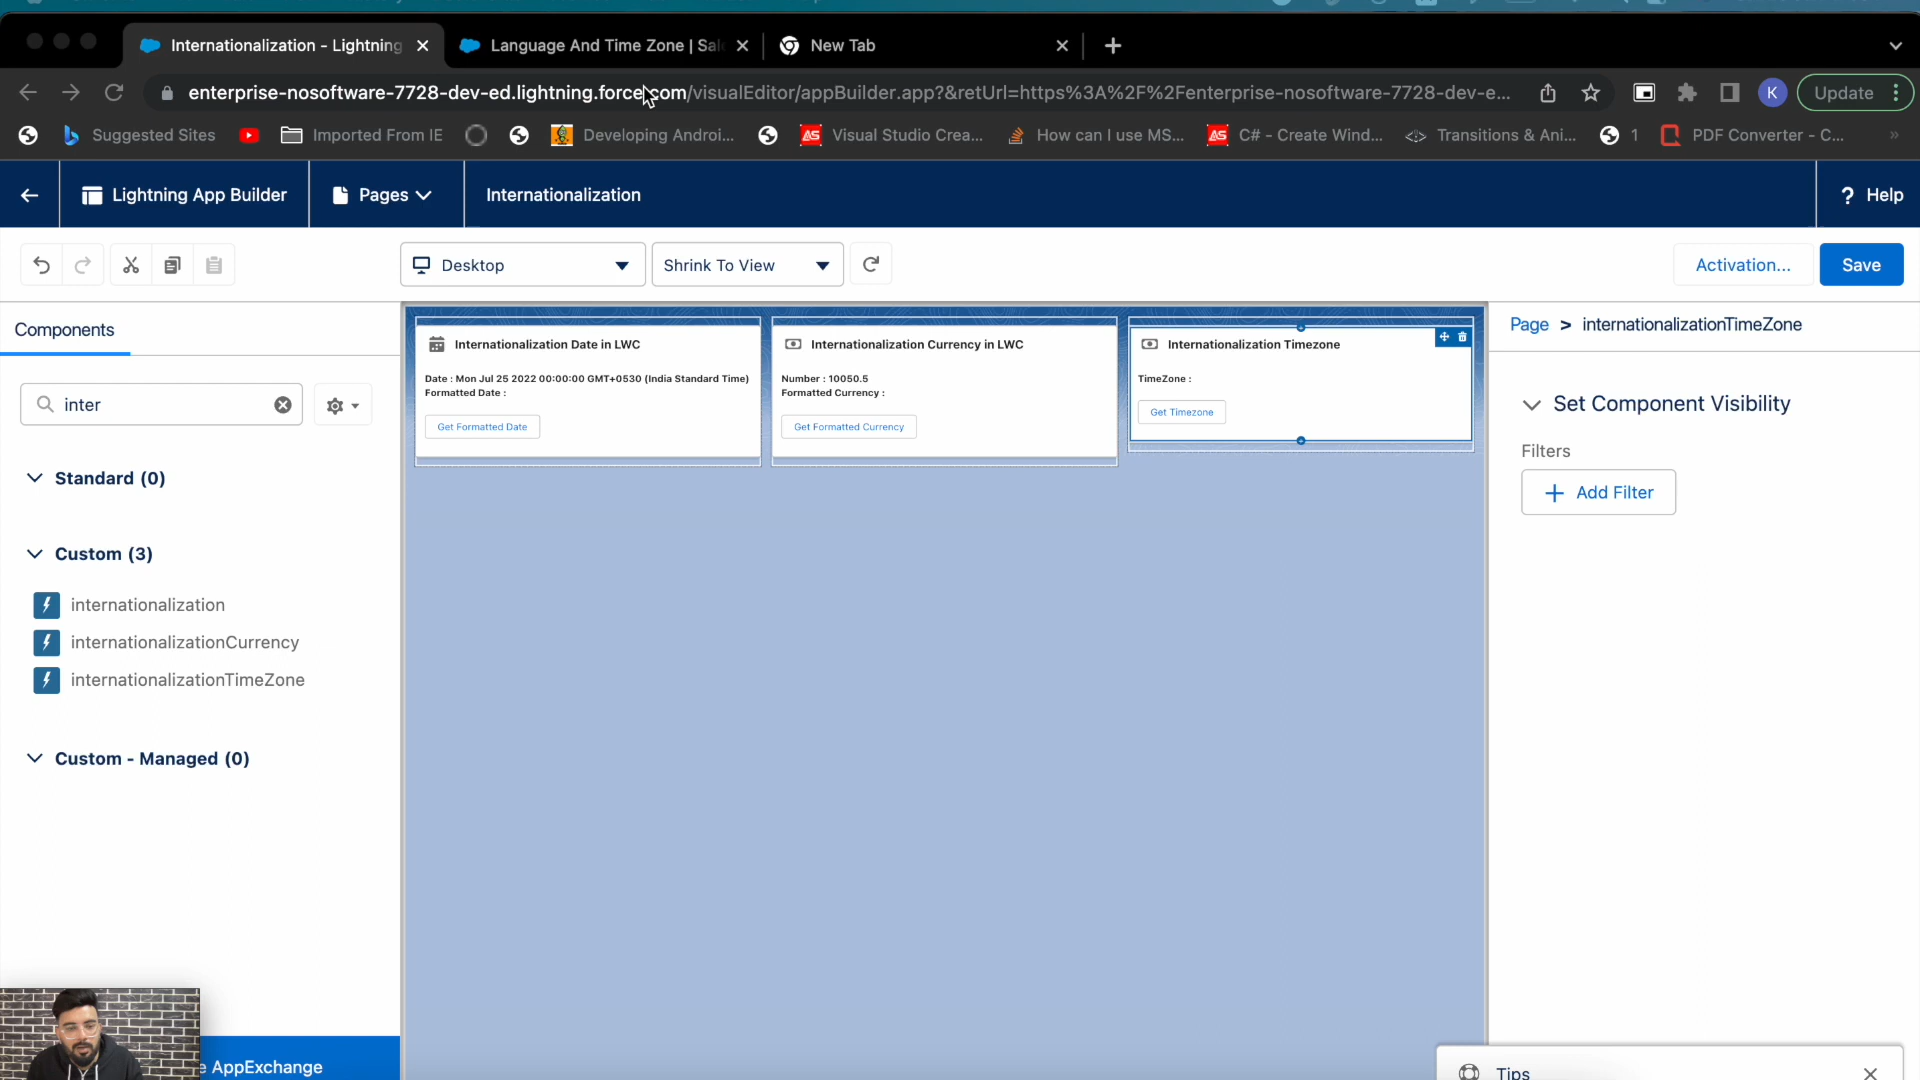 Internationalization - Lightning
Language And Time Zone | Sal
New Tab
enterprise-nosoftware-7728-dev-ed.lightning.force.com/visualEditor/appBuilder.app?&retUrl=https%3A%2F%2Fenterprise-nosoftware-7728-dev-e...
K
Update
Suggested Sites
Imported From IE
Developing Androi...
Visual Studio Crea...
How can I use MS...
C# - Create Wind...
Transitions & Ani...
1
PDF Converter - C...
»
Lightning App Builder
Pages
Internationalization
? Help
Desktop
Shrink To View
Activation...
Save
Components
inter
Standard (0)
Custom (3)
internationalization
internationalizationCurrency
internationalizationTimeZone
Custom - Managed (0)
e AppExchange
Internationalization Date in LWC
Date : Mon Jul 25 2022 00:00:00 GMT+0530 (India Standard Time)
Formatted Date :
Get Formatted Date
Internationalization Currency in LWC
Number : 10050.5
Formatted Currency :
Get Formatted Currency
Internationalization Timezone
TimeZone :
Get Timezone
Page > internationalizationTimeZone
Set Component Visibility
Filters
+ Add Filter
Tips